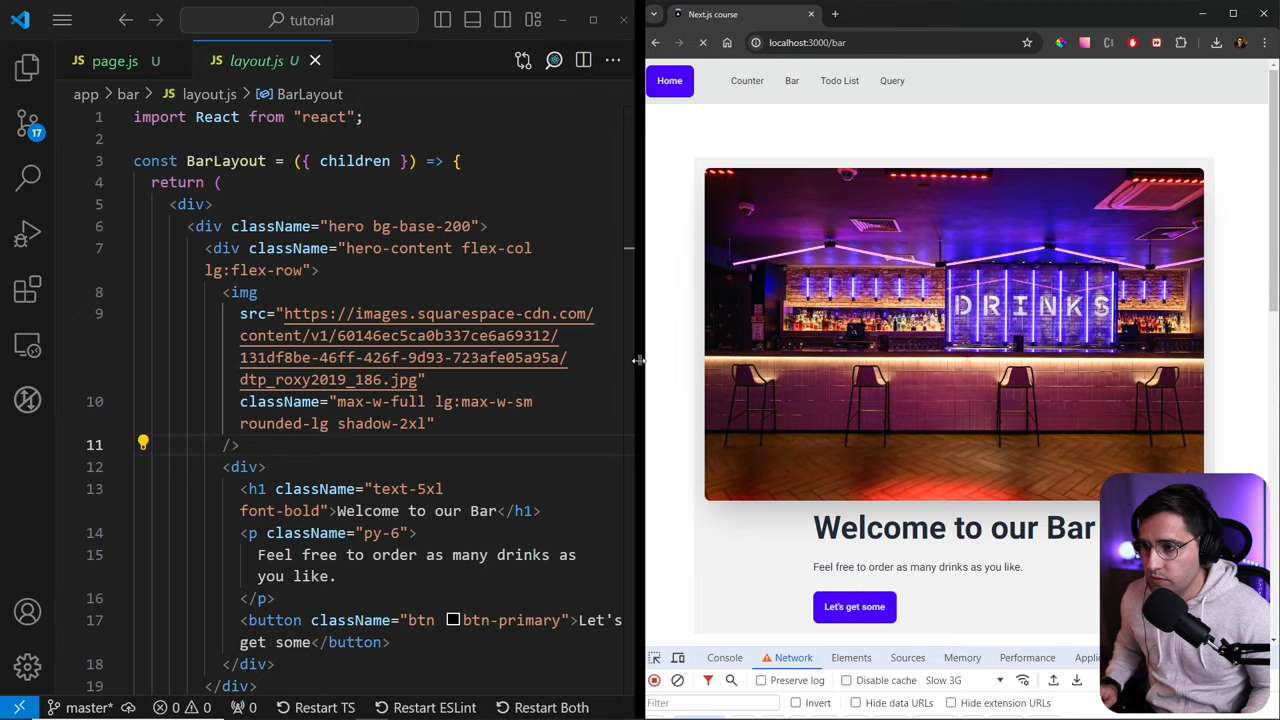 tutorial
Next.js course
page.js U
layout.js U
localhost:3000/bar
app > bar > JS layout.js > BarLayout
Home
Counter
Bar
Todo List
Query
1 import React from "react";
2
3 const BarLayout = ({ children }) => {
4 return (
5 <div>
6 <div className="hero bg-base-200">
7 <div className="hero-content flex-col
lg:flex-row">
8 <img
9 src="https://images.squarespace-cdn.com/
content/v1/60146ec5ca0b337ce6a69312/
131df8be-46ff-426f-9d93-723afe05a95a/
dtp_roxy2019_186.jpg"
10 className="max-w-full lg:max-w-sm
rounded-lg shadow-2xl"
11 />
12 <div>
13 <h1 className="text-5xl
font-bold">Welcome to our Bar</h1>
14 <p className="py-6">
15 Feel free to order as many drinks as
you like.
16 </p>
17 <button className="btn btn-primary">Let's
get some</button>
18 </div>
19 </div>
17
DRINKS
Welcome to our Bar
Feel free to order as many drinks as you like.
Let's get some
Console
Network
Elements
Sources
Memory
Performance
Preserve log
Disable cache
Slow 3G
Filter
Invert
Hide data URLs
Hide extension URLs
master*
0
0
0
Restart TS
Restart ESLint
Restart Both